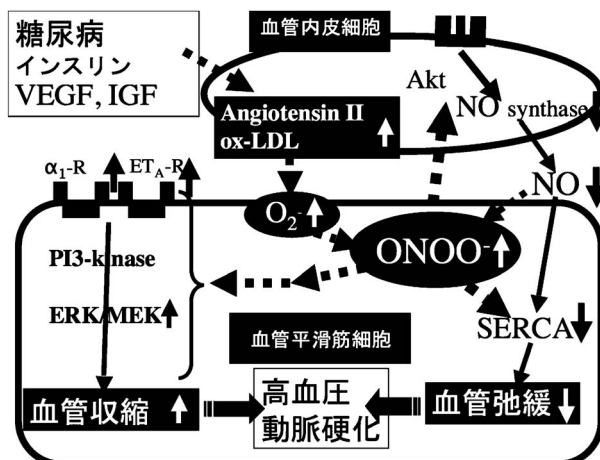 糖尿病
インスリン
VEGF, IGF
血管内皮細胞
Akt
NO synthase
Angiotensin II
ox-LDL
α1-R
ETA-R
O2-
NO
ONOO-
PI3-kinase
ERK/MEK
SERCA
血管平滑筋細胞
血管収縮
高血圧
動脈硬化
血管弛緩